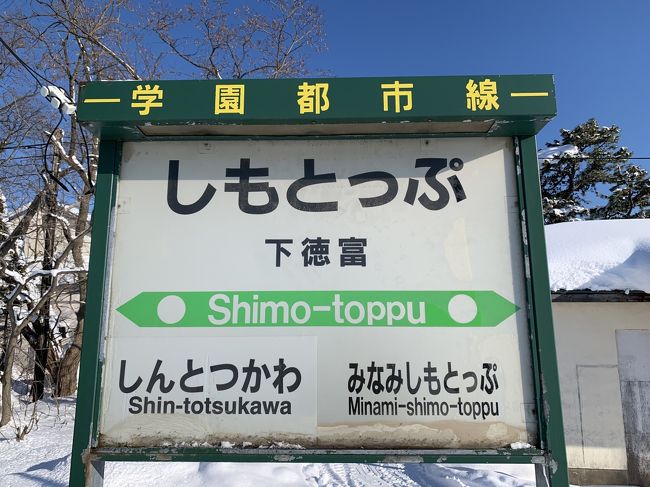 ー学園都市線ー
しもとっぷ
下徳富
Shimo-toppu
しんとつかわ
Shin-totsukawa
みなみしもとっぷ
Minami-shimo-toppu